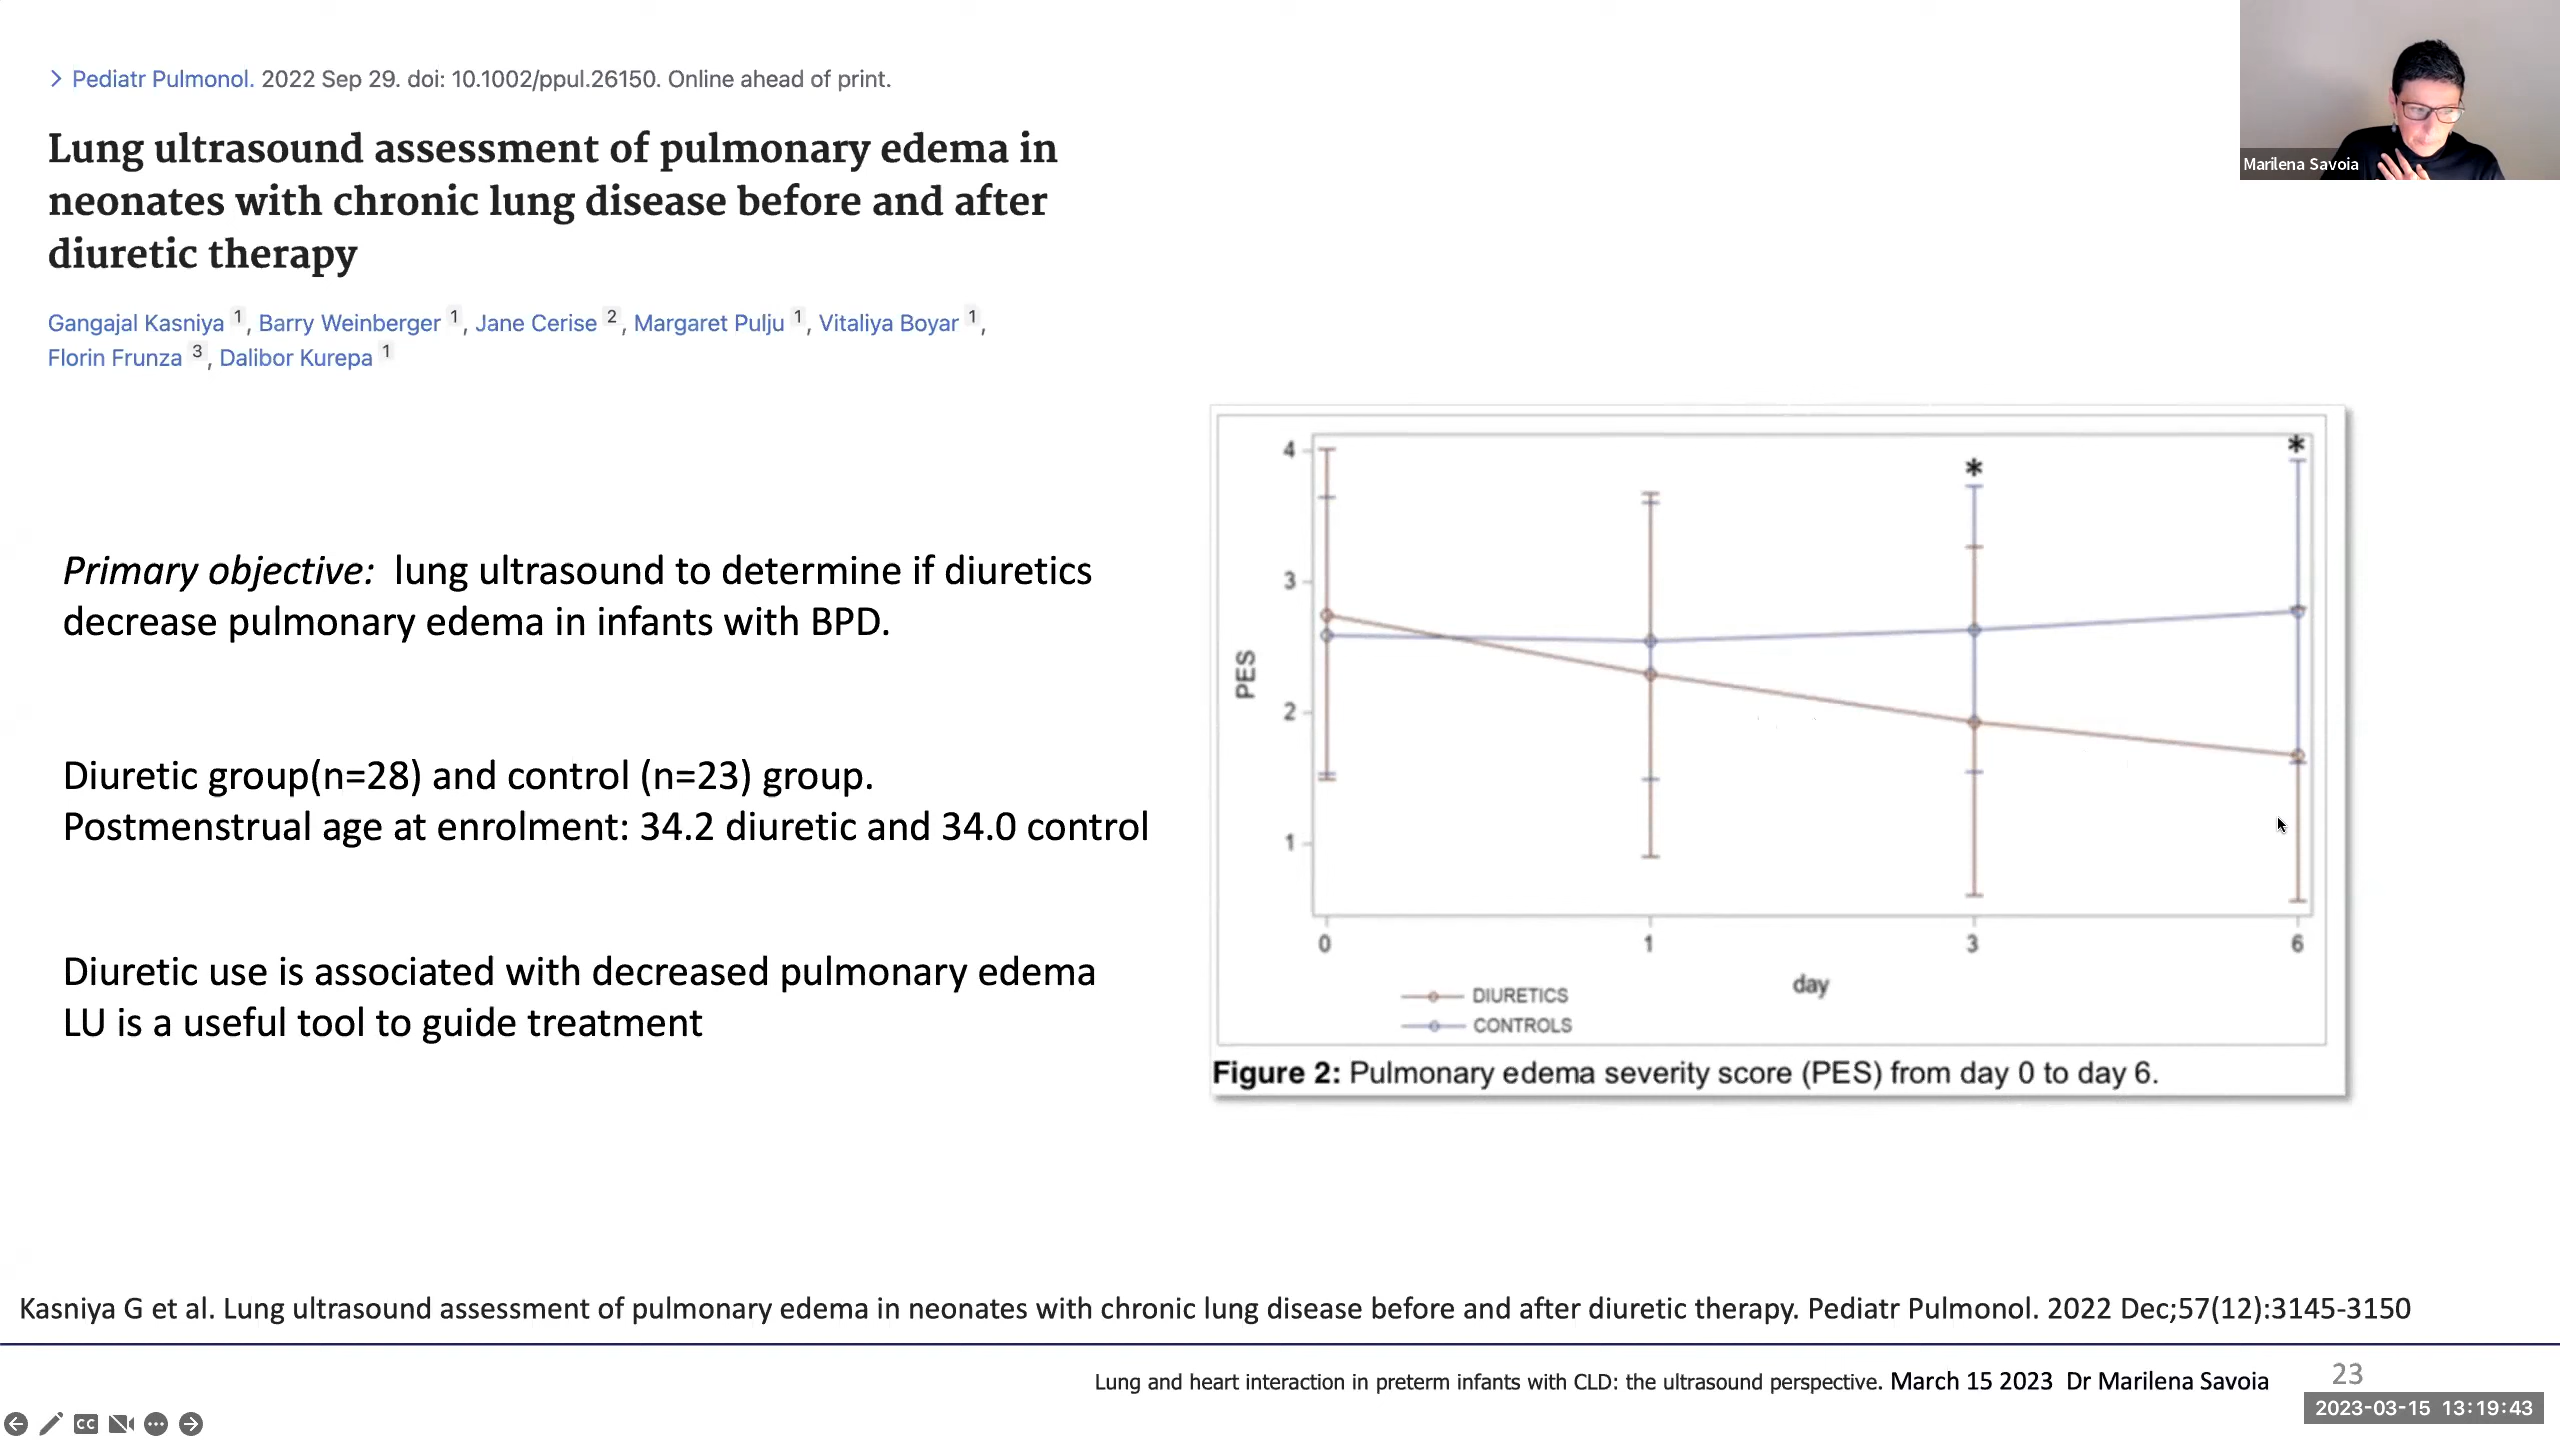 > Pediatr Pulmonol. 2022 Sep 29. doi: 10.1002/ppul.26150. Online ahead of print.
Lung ultrasound assessment of pulmonary edema in
neonates with chronic lung disease before and after
diuretic therapy
Gangajal Kasniya 1, Barry Weinberger 1, Jane Cerise 2, Margaret Pulju 1, Vitaliya Boyar 1,
Florin Frunza 3, Dalibor Kurepa 1
Marilena Savoia
Primary objective: lung ultrasound to determine if diuretics
decrease pulmonary edema in infants with BPD.
Diuretic group(n=28) and control (n=23) group.
Postmenstrual age at enrolment: 34.2 diuretic and 34.0 control
Diuretic use is associated with decreased pulmonary edema
LU is a useful tool to guide treatment
4
3
2
1
PES
* *
0 1 3 6
day
DIURETICS
CONTROLS
Figure 2: Pulmonary edema severity score (PES) from day 0 to day 6.
Kasniya G et al. Lung ultrasound assessment of pulmonary edema in neonates with chronic lung disease before and after diuretic therapy. Pediatr Pulmonol. 2022 Dec;57(12):3145-3150
Lung and heart interaction in preterm infants with CLD: the ultrasound perspective. March 15 2023 Dr Marilena Savoia
23
CC
2023-03-15 13:19:43